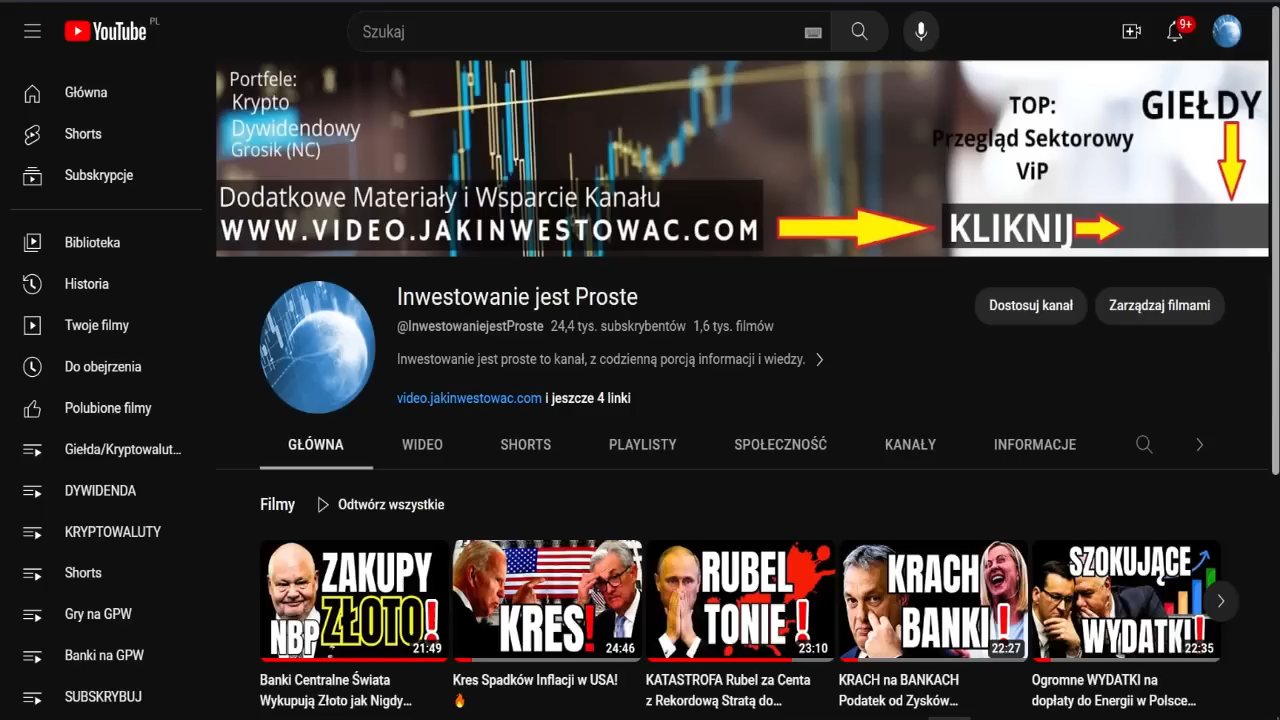 YouTube PL
Szukaj
9+
Główna
Shorts
Subskrypcje
Biblioteka
Historia
Twoje filmy
Do obejrzenia
Polubione filmy
Giełda/Kryptowalut...
DYWIDENDA
KRYPTOWALUTY
Shorts
Gry na GPW
Banki na GPW
SUBSKRYBUJ
Portfele:
Krypto
Dywidendowy
Grosik (NC)
Dodatkowe Materiały i Wsparcie Kanału
WWW.VIDEO.JAKINWESTOWAC.COM
TOP:
Przegląd Sektorowy
ViP
GIEŁDY
KLIKNIJ
Inwestowanie jest Proste
@InwestowaniejestProste 24,4 tys. subskrybentów 1,6 tys. filmów
Inwestowanie jest proste to kanał, z codzienną porcją informacji i wiedzy.
video.jakinwestowac.com i jeszcze 4 linki
Dostosuj kanał
Zarządzaj filmami
GŁÓWNA WIDEO SHORTS PLAYLISTY SPOŁECZNOŚĆ KANAŁY INFORMACJE
Filmy Odtwórz wszystkie
ZAKUPY
ZŁOTO!
NBP
21:49
Banki Centralne Świata
Wykupują Złoto jak Nigdy...
KRES!
24:46
Kres Spadków Inflacji w USA!
RUBEL
TONIE!
23:10
KATASTROFA Rubel za Centa
z Rekordową Stratą do...
KRACH
BANKI!
22:27
KRACH na BANKACH
Podatek od Zysków...
SZOKUJĄCE
WYDATKI!
22:35
Ogromne WYDATKI na
dopłaty do Energii w Polsce...